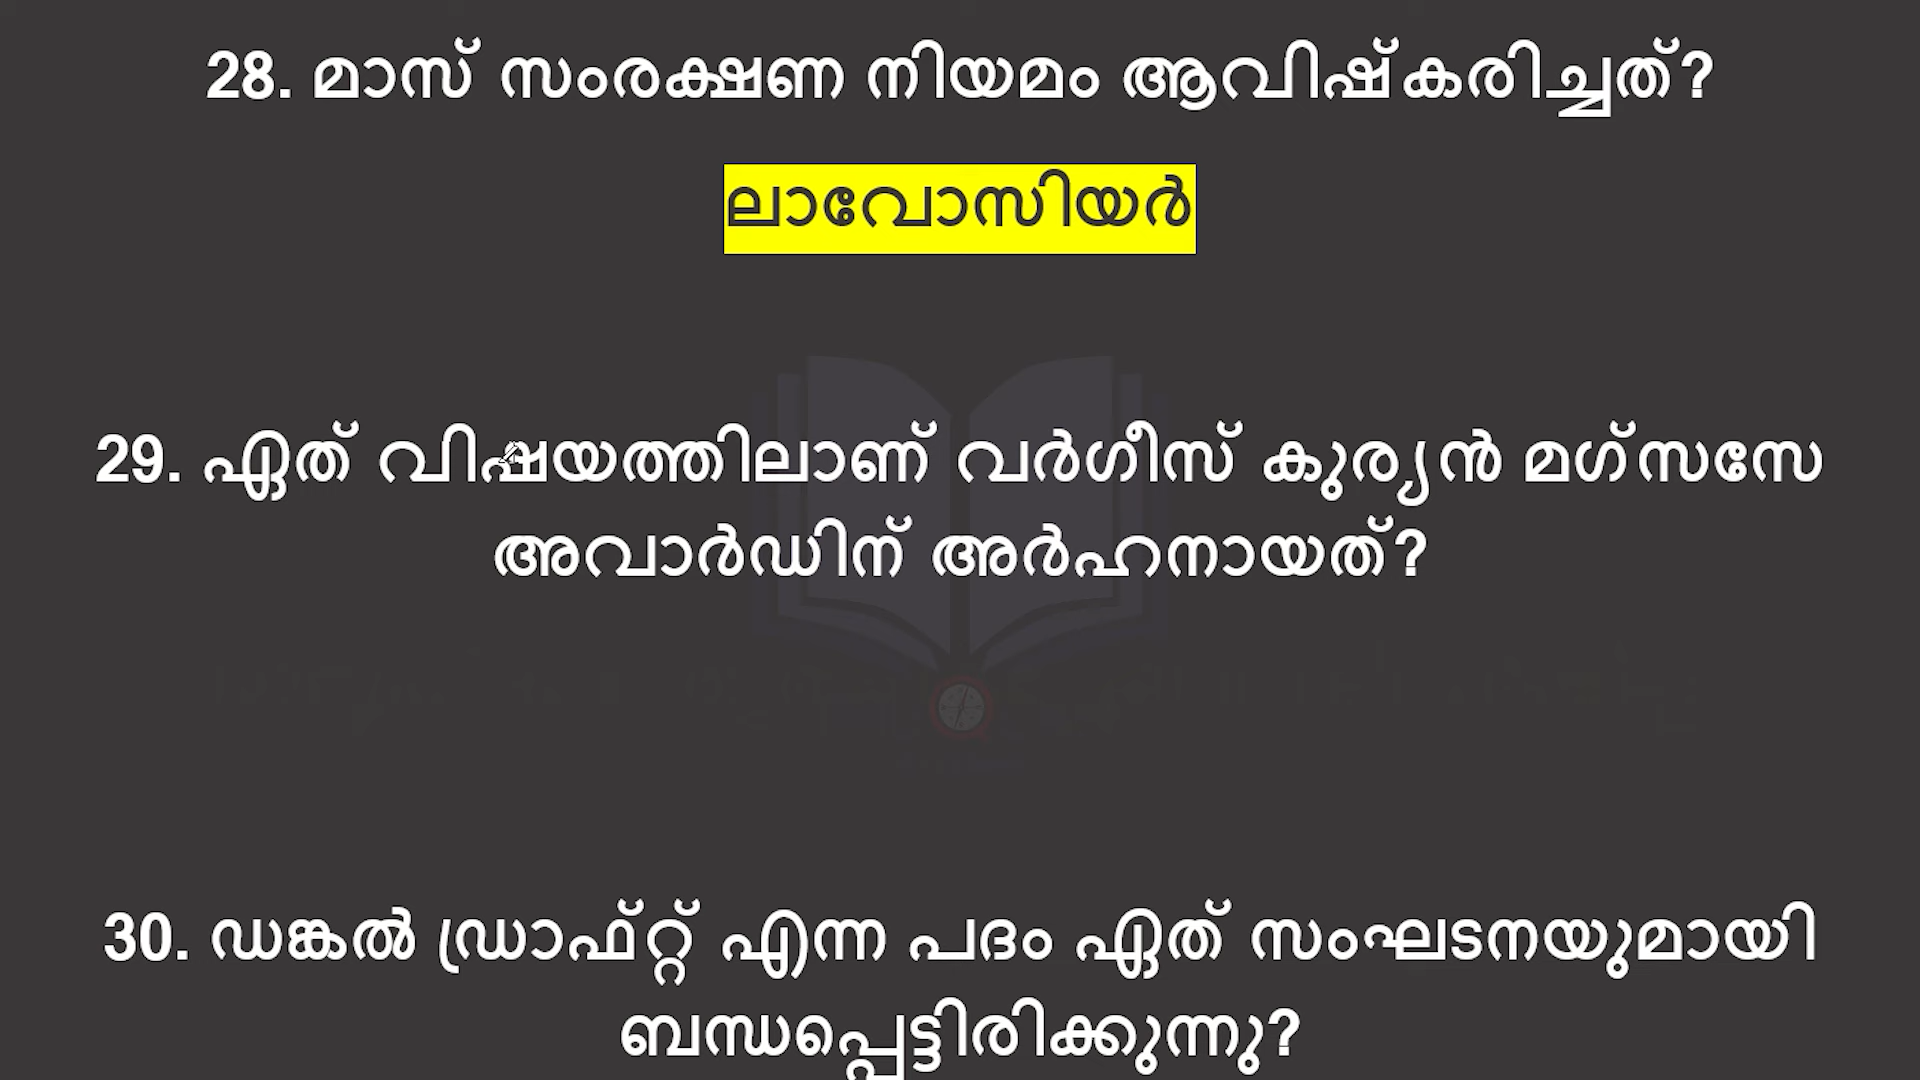 28. മാസ് സംരക്ഷണ നിയമം ആവിഷ്കരിച്ചത്?
ലാവോസിയർ
29. ഏത് വിഷയത്തിലാണ് വർഗീസ് കുര്യൻ മഗ്സസേ
അവാർഡിന് അർഹനായത്?
30. ഡങ്കൽ ഡ്രാഫ്റ്റ് എന്ന പദം ഏത് സംഘടനയുമായി
ബന്ധപ്പെട്ടിരിക്കുന്നു?